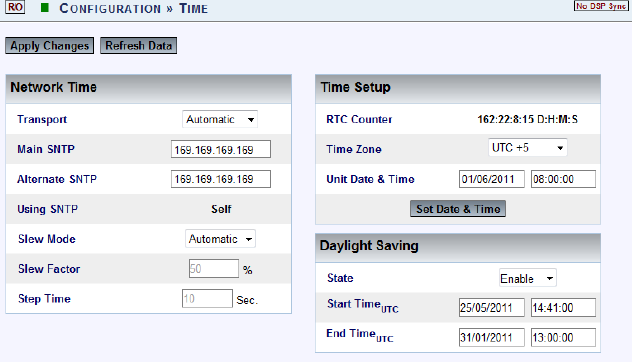 RO CONFIGURATION » TIME No DSP Sync
Apply Changes Refresh Data
Network Time
Transport Automatic
Main SNTP 169.169.169.169
Alternate SNTP 169.169.169.169
Using SNTP Self
Slew Mode Automatic
Slew Factor 50 %
Step Time 10 Sec.
Time Setup
RTC Counter 162:22:8:15 D:H:M:S
Time Zone UTC +5
Unit Date & Time 01/06/2011 08:00:00
Set Date & Time
Daylight Saving
State Enable
Start Time UTC 25/05/2011 14:41:00
End Time UTC 31/01/2011 13:00:00